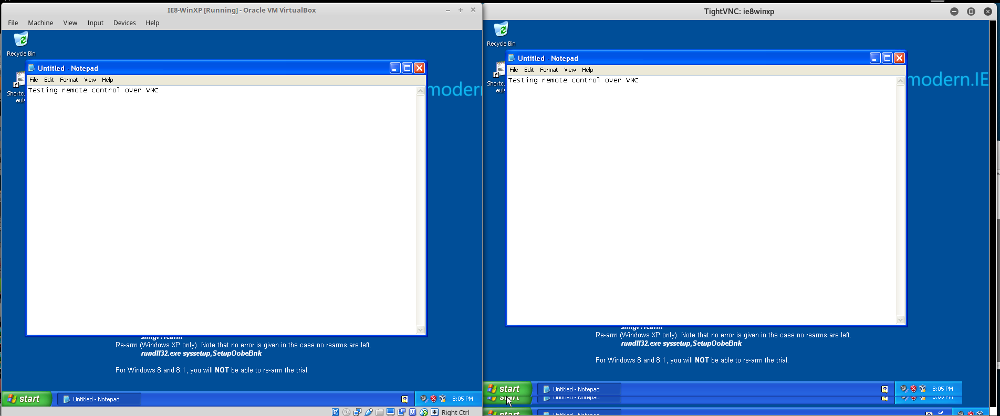 IE8-WinXP [Running] - Oracle VM VirtualBox
File Machine View Input Devices Help
Recycle Bin
Shortcu
eula
Untitled - Notepad
File Edit Format View Help
Testing remote control over VNC
modern
Re-arm (Windows XP only). Note that no error is given in the case no rearms are left.
rundll32.exe syssetup,SetupOobeBnk
For Windows 8 and 8.1, you will NOT be able to re-arm the trial.
start
Untitled - Notepad
8:05 PM
Right Ctrl
TightVNC: ie8winxp
Recycle Bin
Shortcu
eula
Untitled - Notepad
File Edit Format View Help
Testing remote control over VNC
modern.IE
Re-arm (Windows XP only). Note that no error is given in the case no rearms are left.
rundll32.exe syssetup,SetupOobeBnk
For Windows 8 and 8.1, you will NOT be able to re-arm the trial.
start
Untitled - Notepad
8:05 PM
start
Untitled - Notepad
8:05 PM
start
Untitled - Notepad